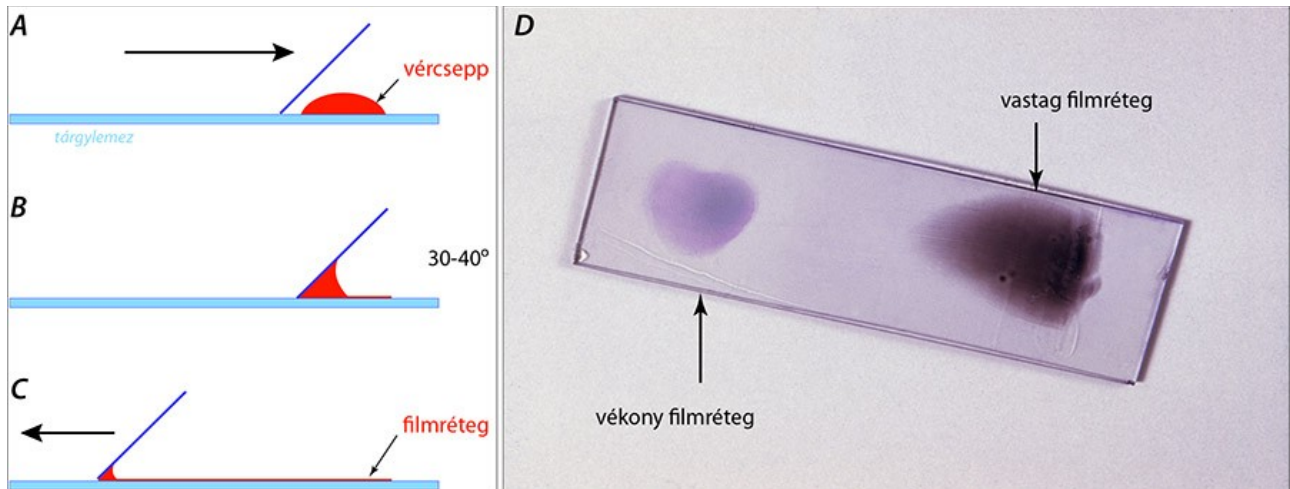 A
vércsepp
tárgylemez
B
30-40°
C
filmréteg
D
vastag filmréteg
vékony filmréteg